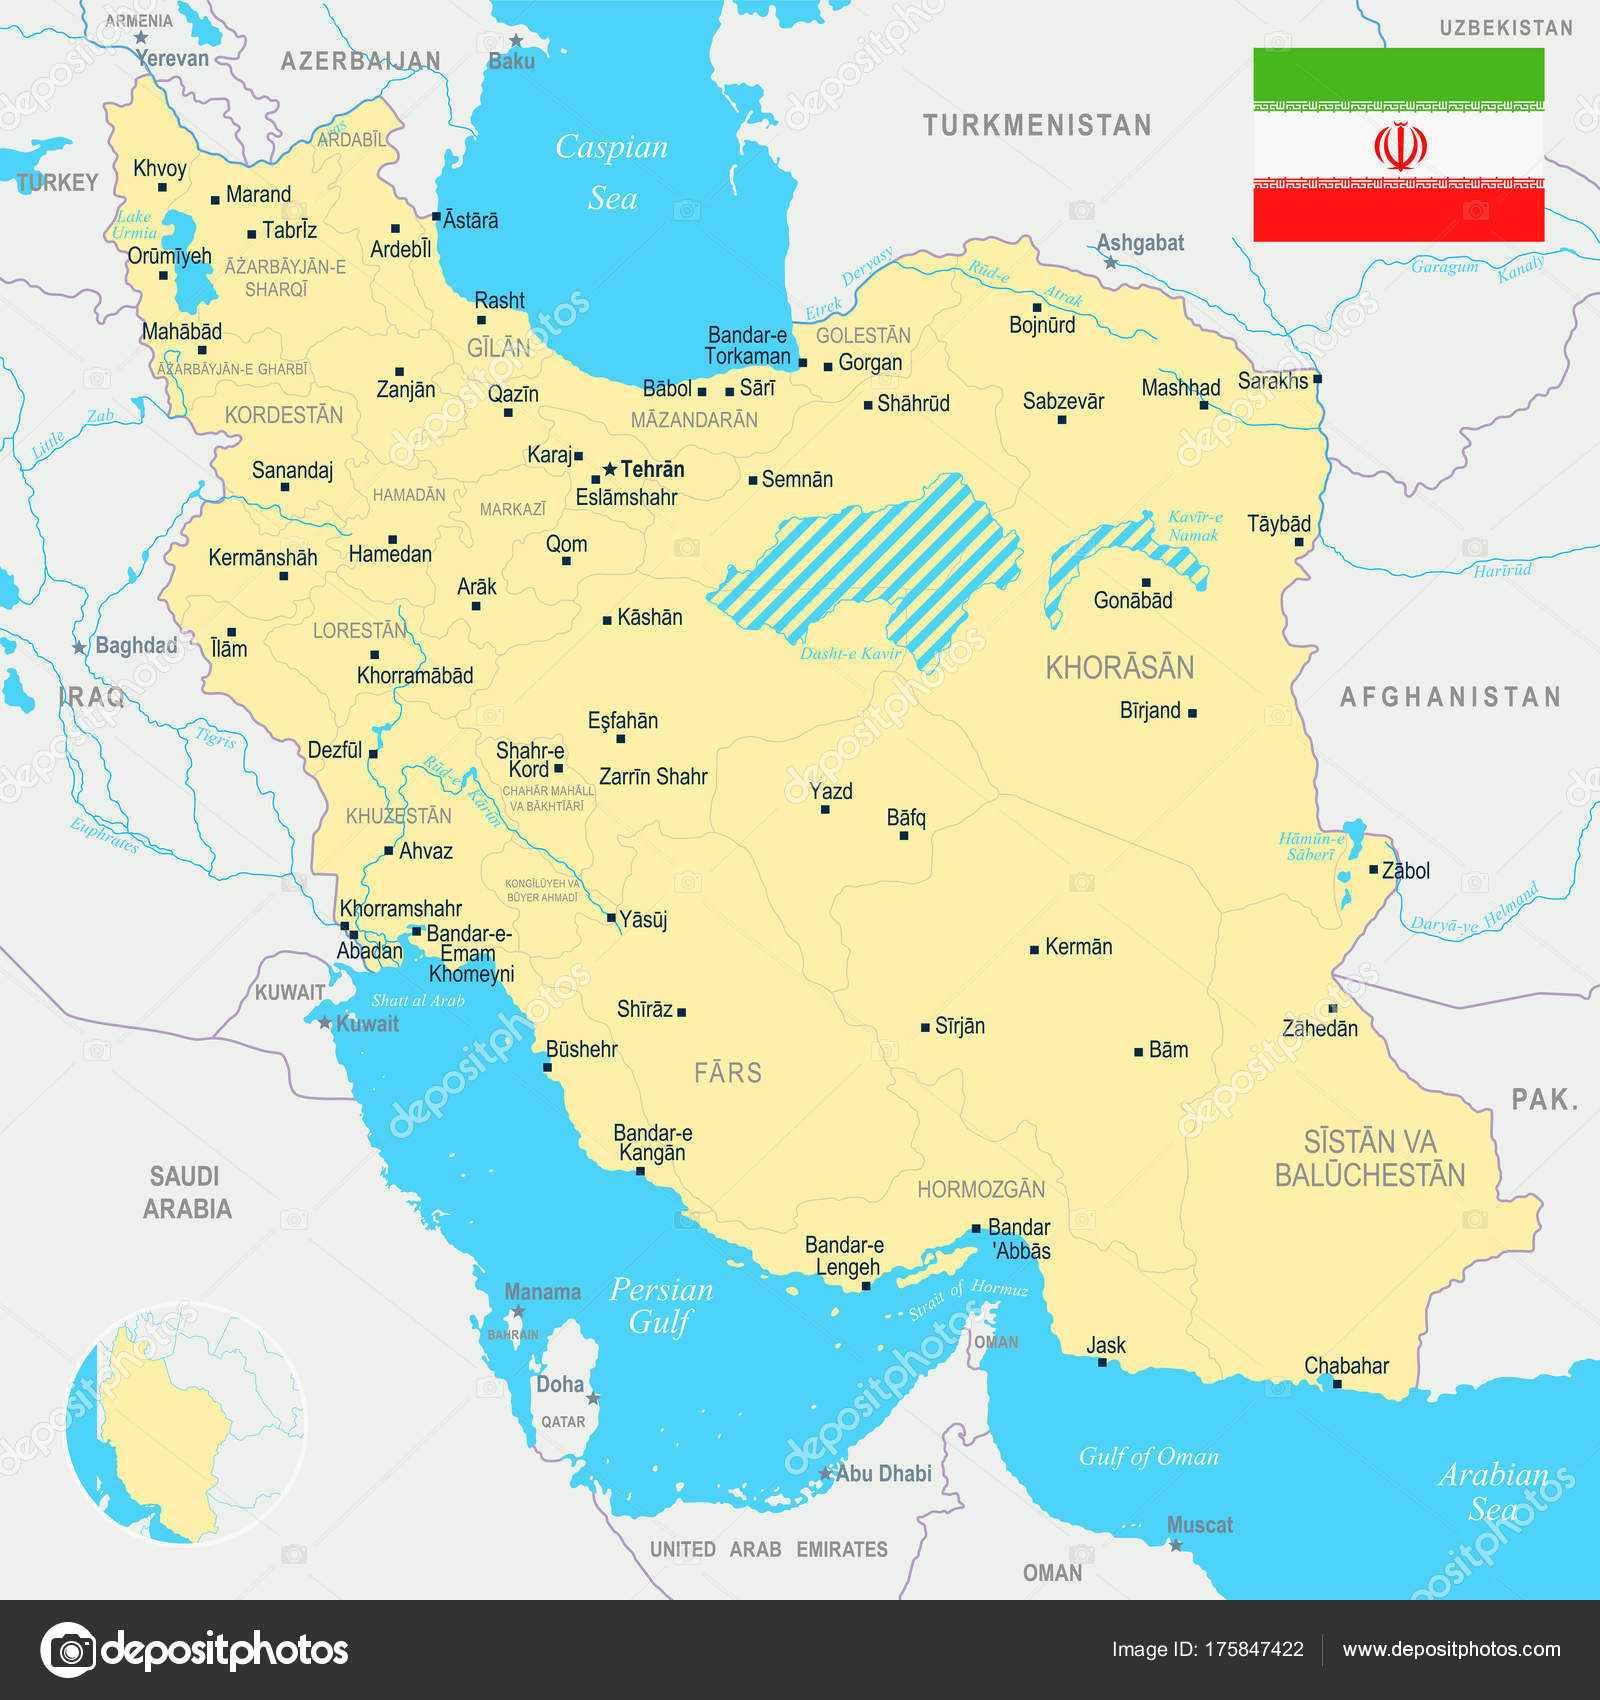 ARMENIA
Yerevan
AZERBAIJAN
Baku
UZBEKISTAN
TURKMENISTAN
Caspian
Sea
Aras
ARDABĪL
TURKEY
Khvoy
Marand
Lake
Urmia
TabrĪz
Āstārā
ArdebĪl
Orūmīyeh
ĀŻARBĀYJĀN-E
SHARQĪ
Ashgabat
Etrek Deryasy
Rūd-e Atrak
Garagum Kanaly
Rasht
Mahābād
GĪLĀN
ĀŻARBĀYJĀN-E GHARBĪ
Bandar-e
Torkaman
GOLESTĀN
Gorgan
Bojnūrd
Zanjān
Qazīn
Bābol
Sārī
MĀZANDARĀN
Shāhrūd
Sabzevār
Mashhad
Sarakhs
Little Zab
KORDESTĀN
Sanandaj
Karaj
Tehrān
Eslāmshahr
Semnān
HAMADĀN
MARKAZĪ
Kavīr-e
Namak
Tāybād
Kermānshāh
Hamedan
Qom
Harīrūd
Arāk
Gonābād
Kāshān
LORESTĀN
Īlām
Baghdad
Khorramābād
Dasht-e Kavir
KHORĀSĀN
IRAQ
AFGHANISTAN
Bīrjand
Tigris
Eşfahān
Dezfūl
Shahr-e
Kord
Zarrīn Shahr
Rūd-e Kārūn
CHAHĀR MAHĀLL
VA BĀKHTĪĀRĪ
Yazd
Bāfq
KHUZESTĀN
Euphrates
Ahvaz
Hāmūn-e
Sāberī
Zābol
KONGĪLŪYEH VA
BŪYER AHMADĪ
Daryā-ye Helmand
Khorramshahr
Yāsūj
Abadan
Bandar-e-
Emam
Khomeyni
Kermān
KUWAIT
Shatt al Arab
Kuwait
Shīrāz
Sīrjān
Zāhedān
Būshehr
Bām
FĀRS
PAK.
Bandar-e
Kangān
SĪSTĀN VA
BALŪCHESTĀN
SAUDI
ARABIA
HORMOZGĀN
Bandar
'Abbās
Bandar-e
Lengeh
Persian
Gulf
Strait of Hormuz
Manama
BAHRAIN
OMAN
Jask
Chabahar
Doha
QATAR
Gulf of Oman
Abu Dhabi
Arabian
Sea
Muscat
UNITED ARAB EMIRATES
OMAN
depositphotos
Image ID: 175847422
www.depositphotos.com